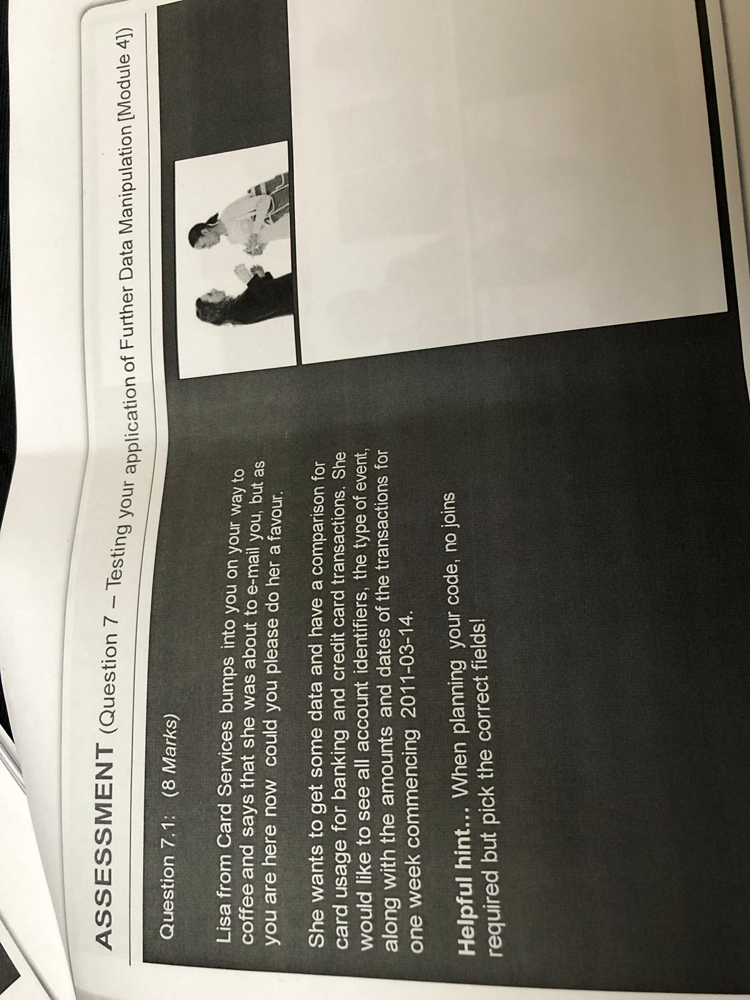 ASSESSMENT (Question 7 – Testing your application of Further Data Manipulation [Module 4])
Question 7.1: (8 Marks)
Lisa from Card Services bumps into you on your way to
coffee and says that she was about to e-mail you, but as
you are here now could you please do her a favour.
She wants to get some data and have a comparison for
card usage for banking and credit card transactions. She
would like to see all account identifiers, the type of event,
along with the amounts and dates of the transactions for
one week commencing 2011-03-14.
Helpful hint... When planning your code, no joins
required but pick the correct fields!